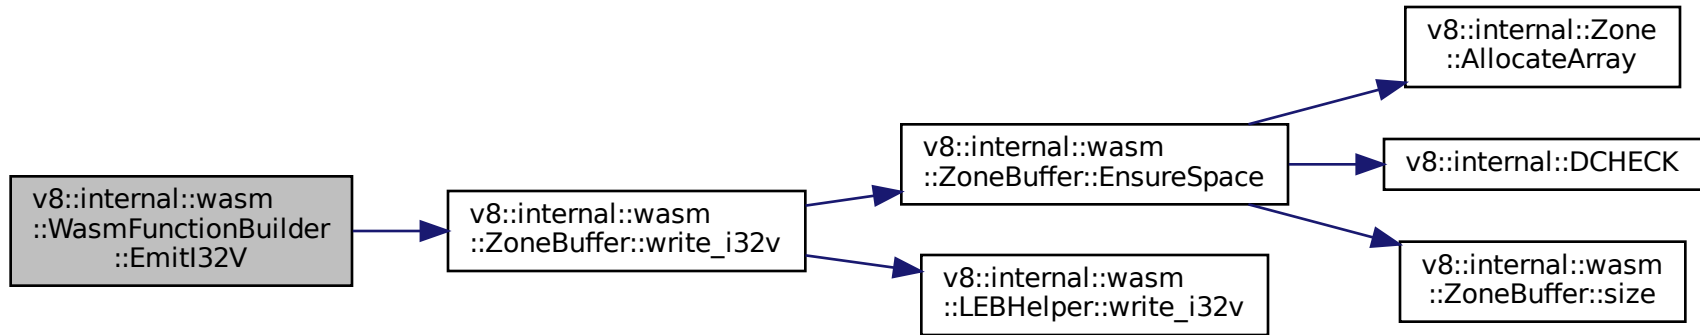 v8::internal::wasm
::WasmFunctionBuilder
::EmitI32V
v8::internal::wasm
::ZoneBuffer::write_i32v
v8::internal::wasm
::ZoneBuffer::EnsureSpace
v8::internal::Zone
::AllocateArray
v8::internal::DCHECK
v8::internal::wasm
::ZoneBuffer::size
v8::internal::wasm
::LEBHelper::write_i32v